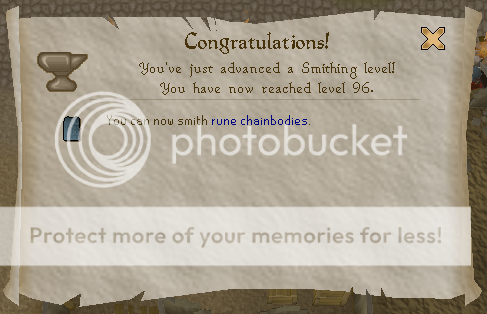 Congratulations!
You've just advanced a Smithing level!
You have now reached level 96.
You can now smith rune chainbodies.
photobucket
Protect more of your memories for less!